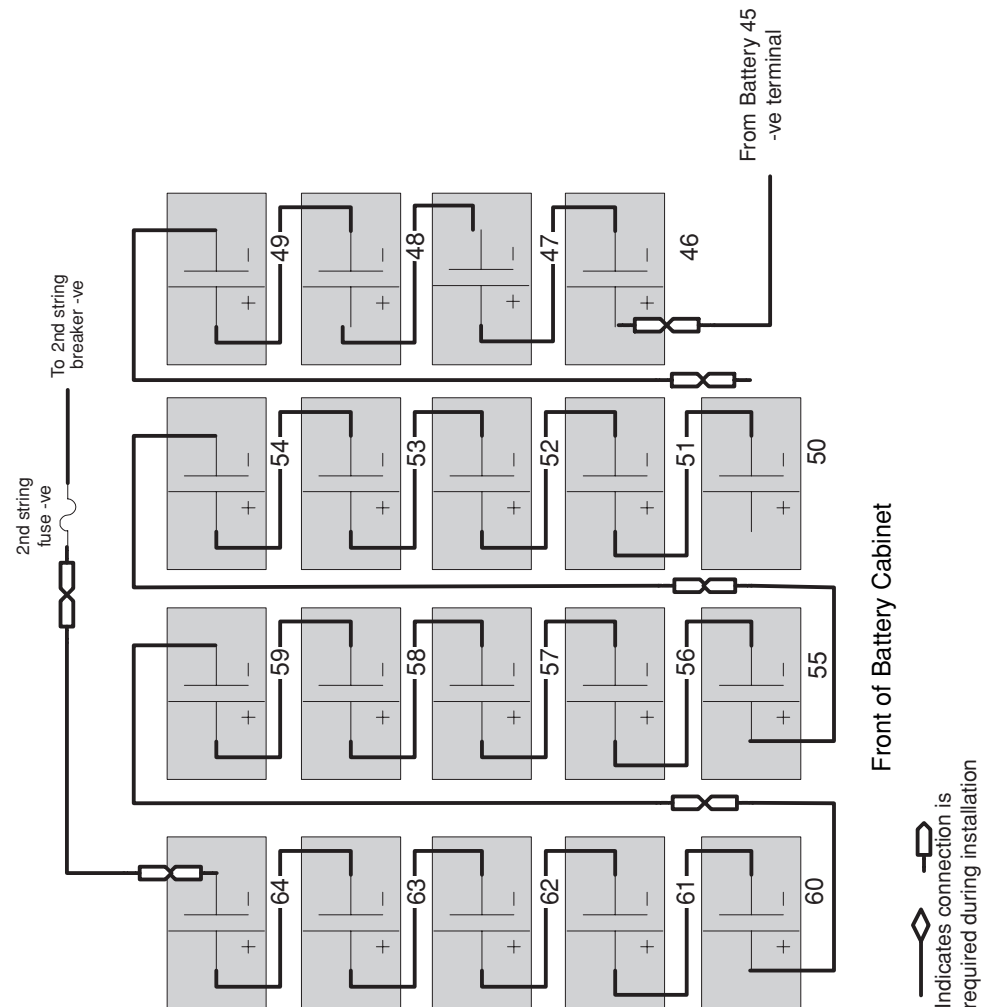 To 2nd string
breaker -ve
2nd string
fuse -ve
From Battery 45
-ve terminal
- + 49
- + 48
- + 47
- + 46
- + 54
- + 53
- + 52
- + 51
- + 50
- + 59
- + 58
- + 57
- + 56
- + 55
- + 64
- + 63
- + 62
- + 61
- + 60
Front of Battery Cabinet
Indicates connection is
required during installation